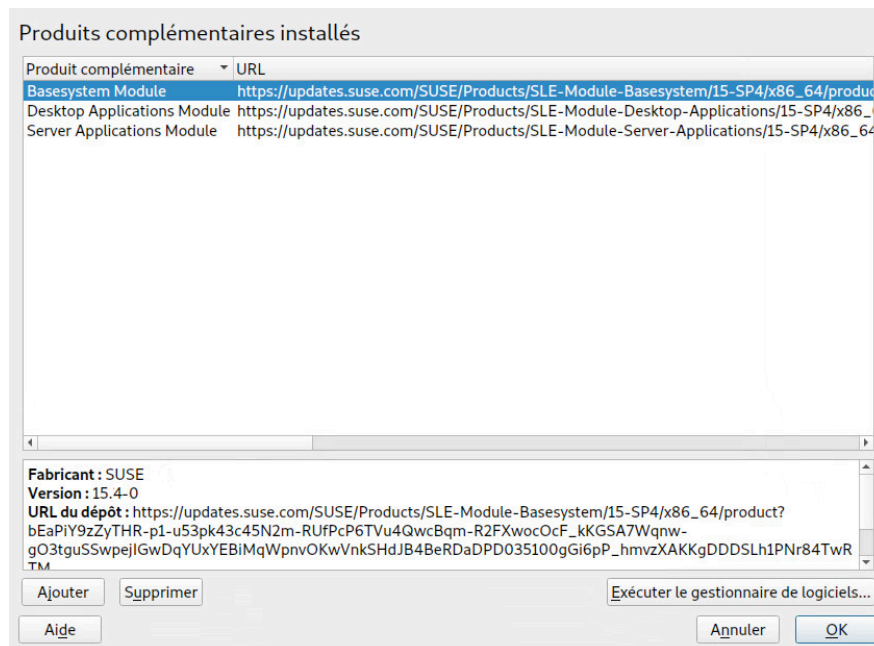 Produits complémentaires installés
Produit complémentaire URL
Basesystem Module https://updates.suse.com/SUSE/Products/SLE-Module-Basesystem/15-SP4/x86_64/produc
Desktop Applications Module https://updates.suse.com/SUSE/Products/SLE-Module-Desktop-Applications/15-SP4/x86_
Server Applications Module https://updates.suse.com/SUSE/Products/SLE-Module-Server-Applications/15-SP4/x86_64
Fabricant : SUSE
Version : 15.4-0
URL du dépôt : https://updates.suse.com/SUSE/Products/SLE-Module-Basesystem/15-SP4/x86_64/product?
bEaPiY9zZyTHR-p1-u53pk43c45N2m-RUfPcP6TVu4QwcBqm-R2FXwocOcF_kKGSA7Wqnw-
gO3tguSSwpejIGwDqYUxYEBiMqWpnvOKwVnkSHdJB4BeRDaDPD035100gGi6pP_hmvzXAKKgDDDSLh1PNr84TwR
TM
Ajouter Supprimer Exécuter le gestionnaire de logiciels...
Aide Annuler OK